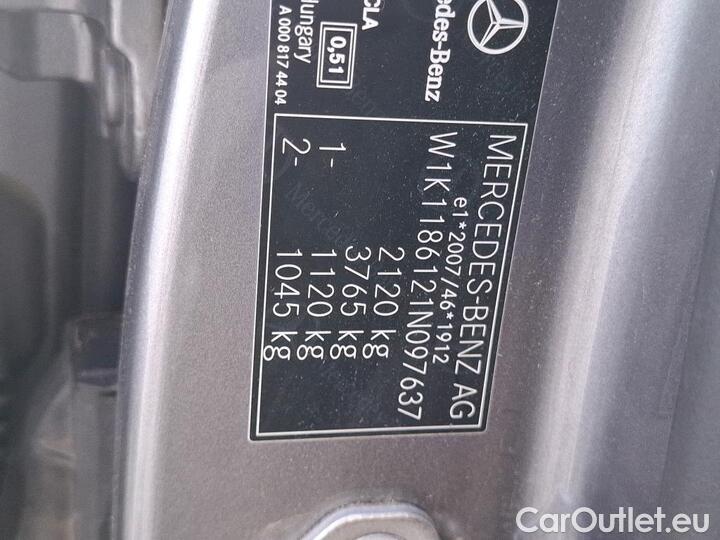 MERCEDES-BENZ AG
e1*2007/46*1912
W1K1186121N097637
2120 kg
3765 kg
1- 1120 kg
2- 1045 kg
edes-Benz
CLA
0,51
Hungary
A 000 817 44 04
CarOutlet.eu